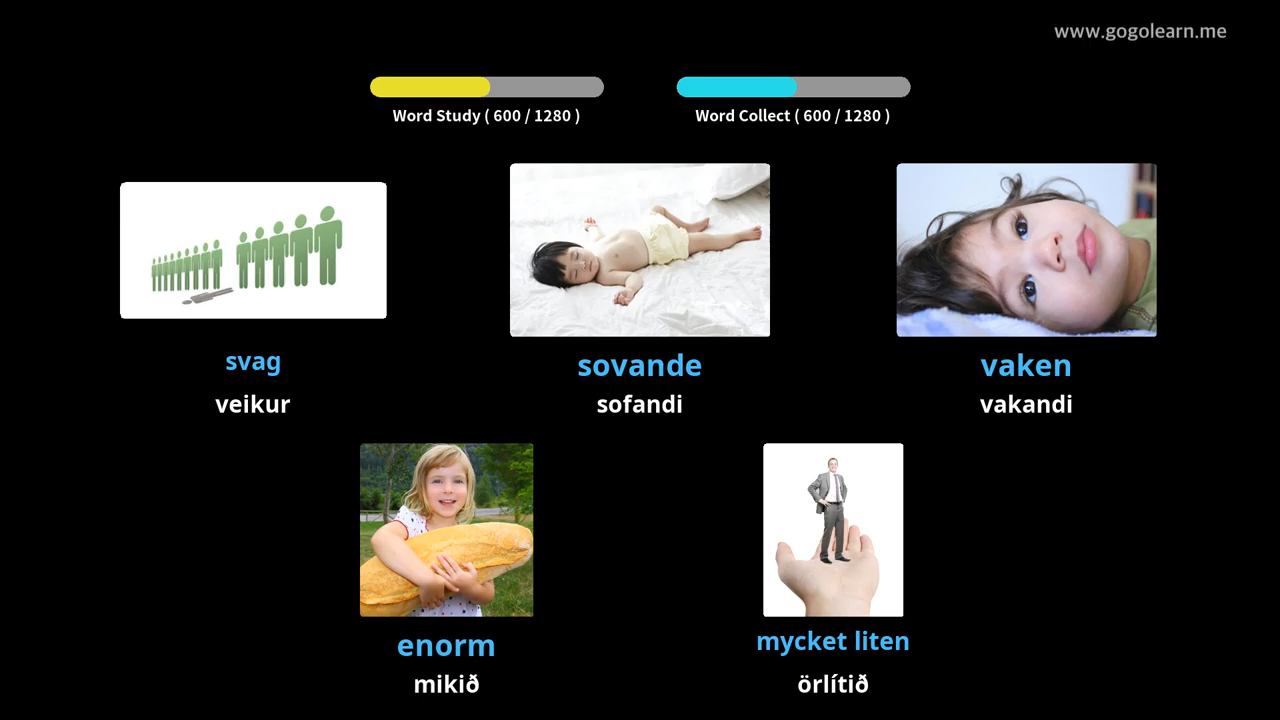 www.gogolearn.me
Word Study ( 600 / 1280 )
Word Collect ( 600 / 1280 )
svag
veikur
sovande
sofandi
vaken
vakandi
enorm
mikið
mycket liten
örlítið